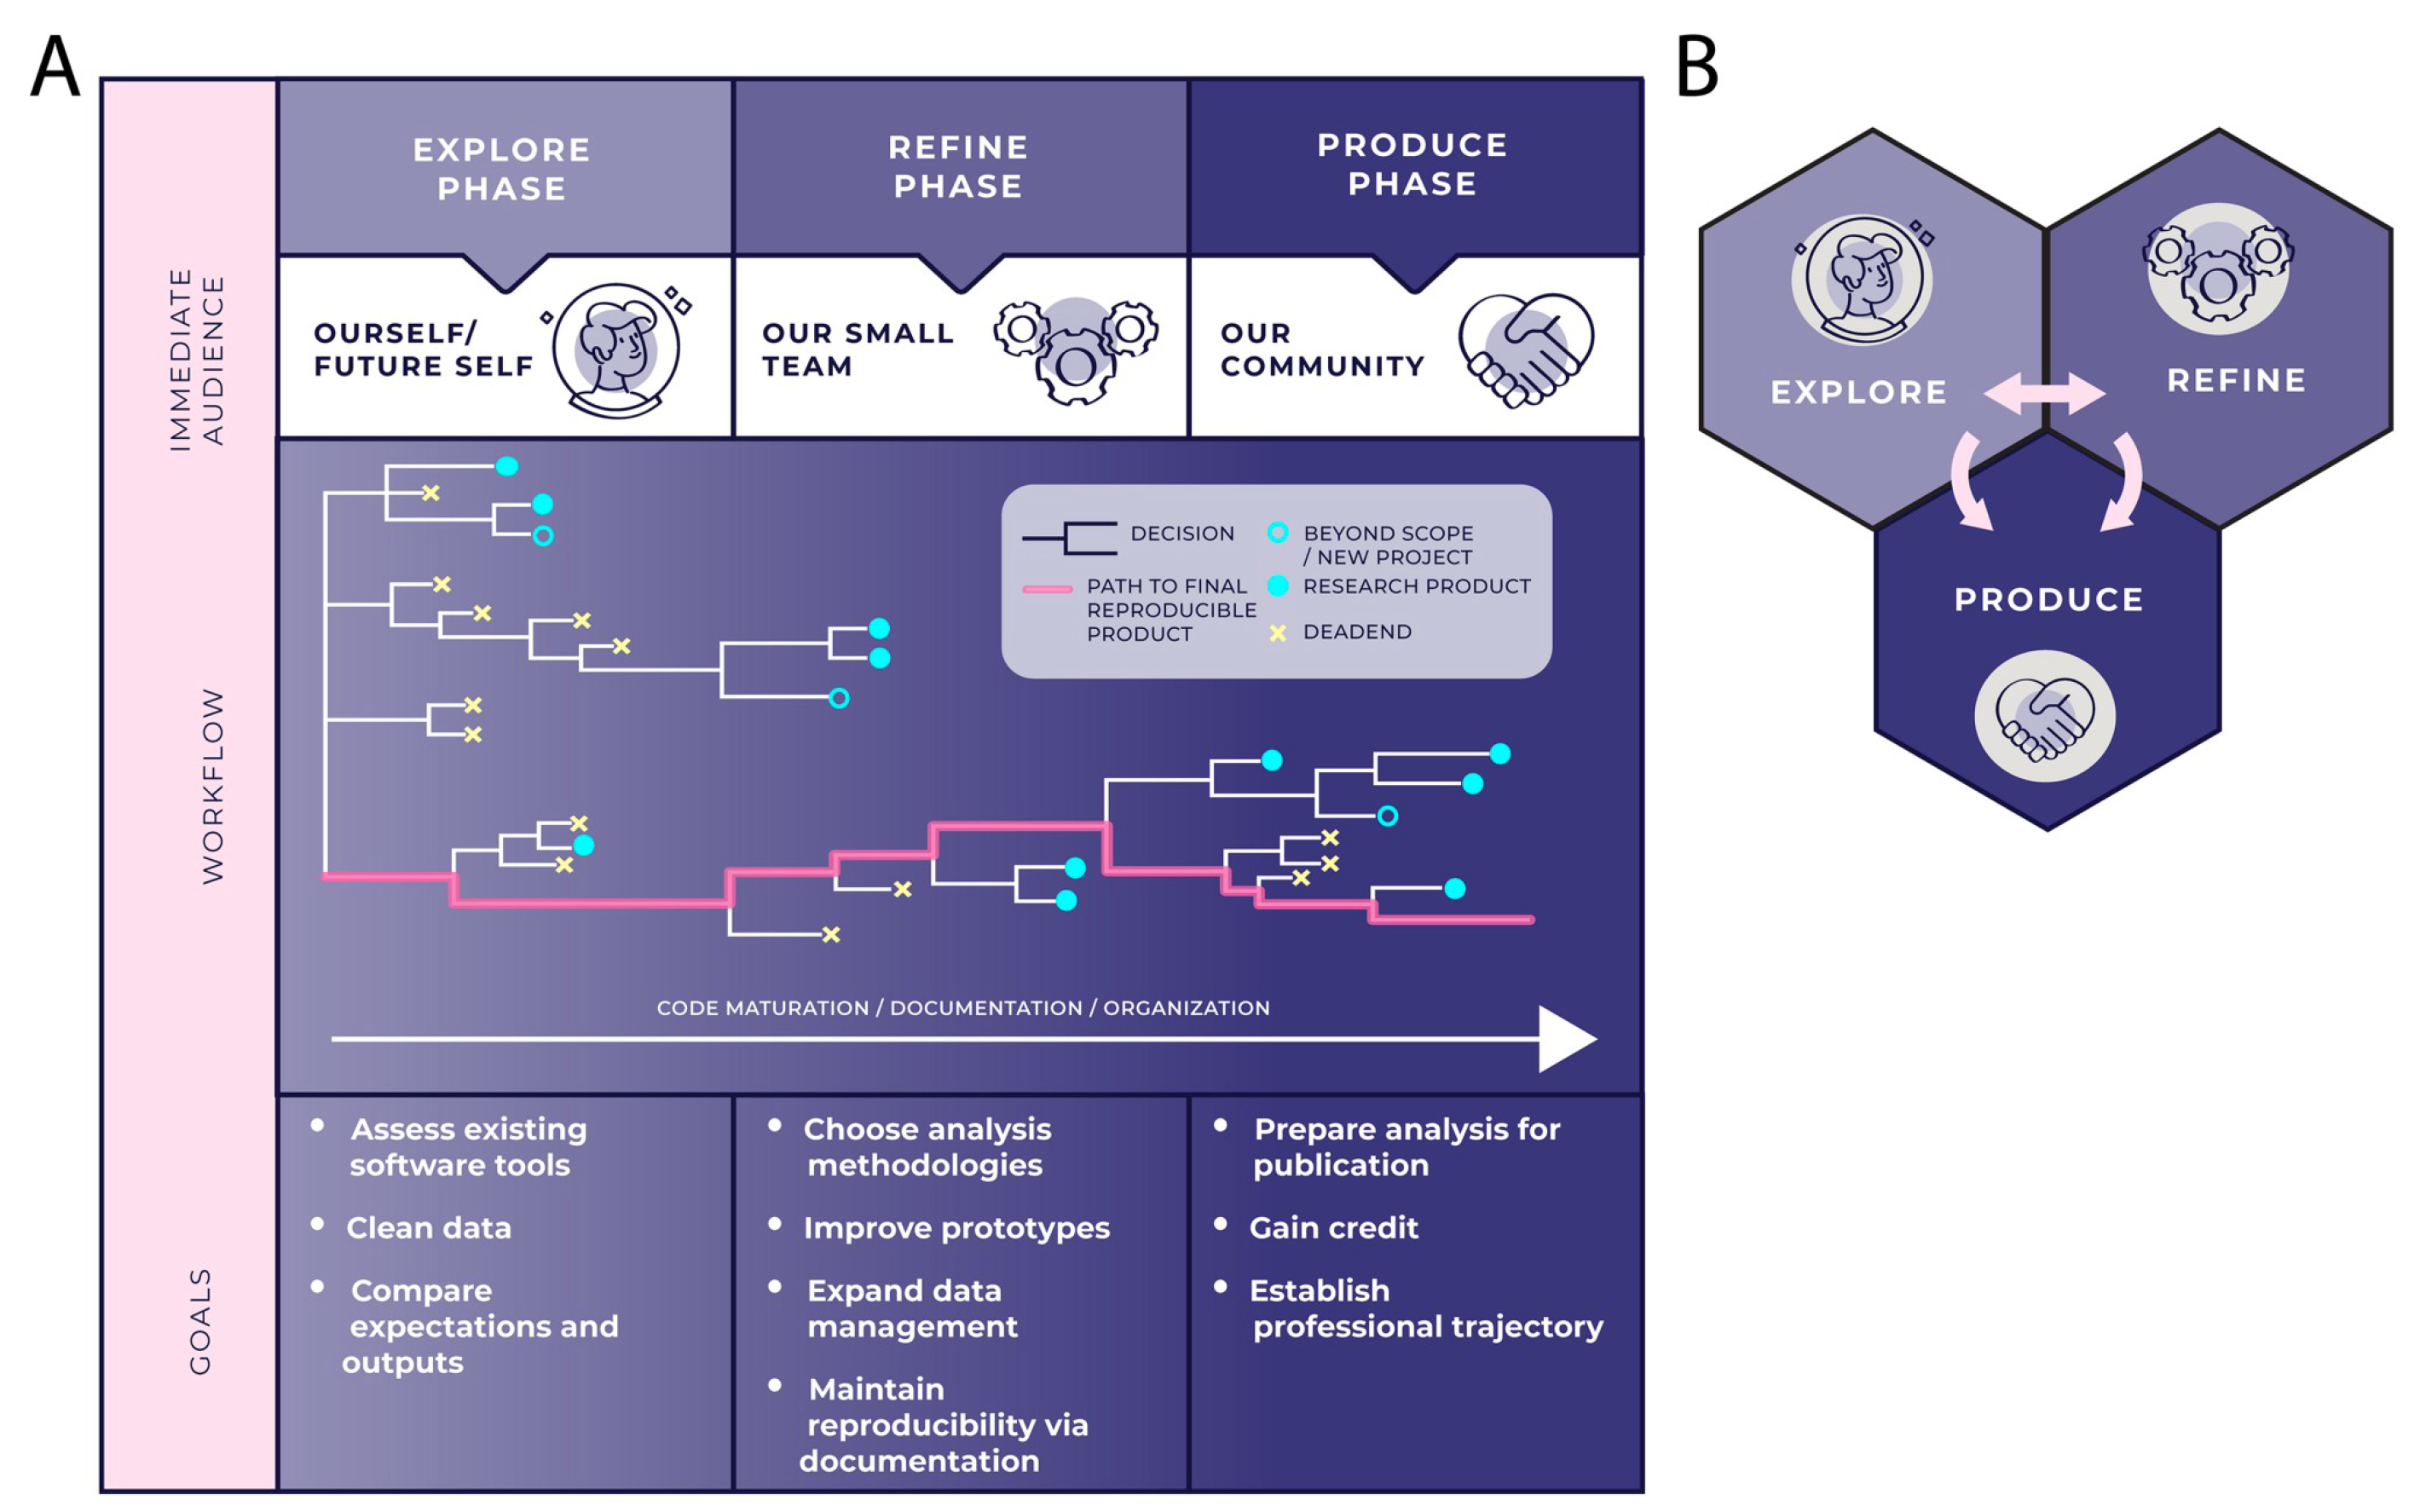 A
B
EXPLORE
PHASE
REFINE
PHASE
PRODUCE
PHASE
IMMEDIATE
AUDIENCE
OURSELF/
FUTURE SELF
OUR SMALL
TEAM
OUR
COMMUNITY
WORKFLOW
DECISION
PATH TO FINAL
REPRODUCIBLE
PRODUCT
BEYOND SCOPE
/ NEW PROJECT
RESEARCH PRODUCT
DEADEND
CODE MATURATION / DOCUMENTATION / ORGANIZATION
GOALS
• Assess existing
software tools
• Clean data
• Compare
expectations and
outputs
• Choose analysis
methodologies
• Improve prototypes
• Expand data
management
• Maintain
reproducibility via
documentation
• Prepare analysis for
publication
• Gain credit
• Establish
professional trajectory
EXPLORE
REFINE
PRODUCE